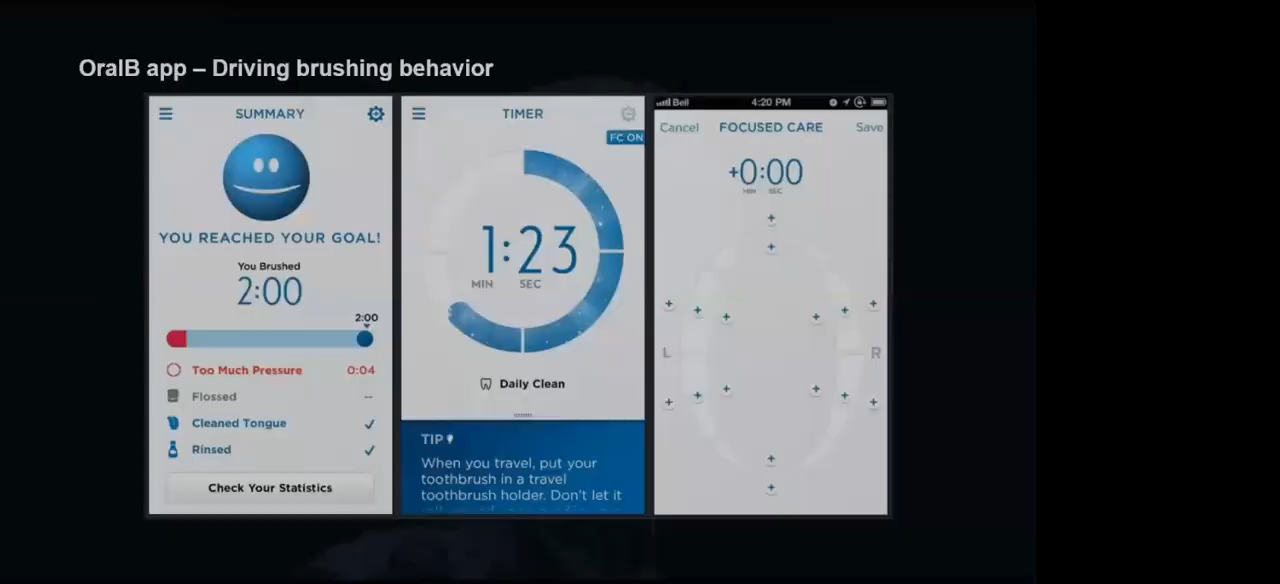 OralB app – Driving brushing behavior
SUMMARY
YOU REACHED YOUR GOAL!
You Brushed
2:00
2:00
Too Much Pressure 0:04
Flossed --
Cleaned Tongue
Rinsed
Check Your Statistics
TIMER
FC ON
1:23
MIN SEC
Daily Clean
TIP
When you travel, put your
toothbrush in a travel
toothbrush holder. Don't let it
Bell 4:20 PM
Cancel FOCUSED CARE Save
+0:00
MIN SEC
L R